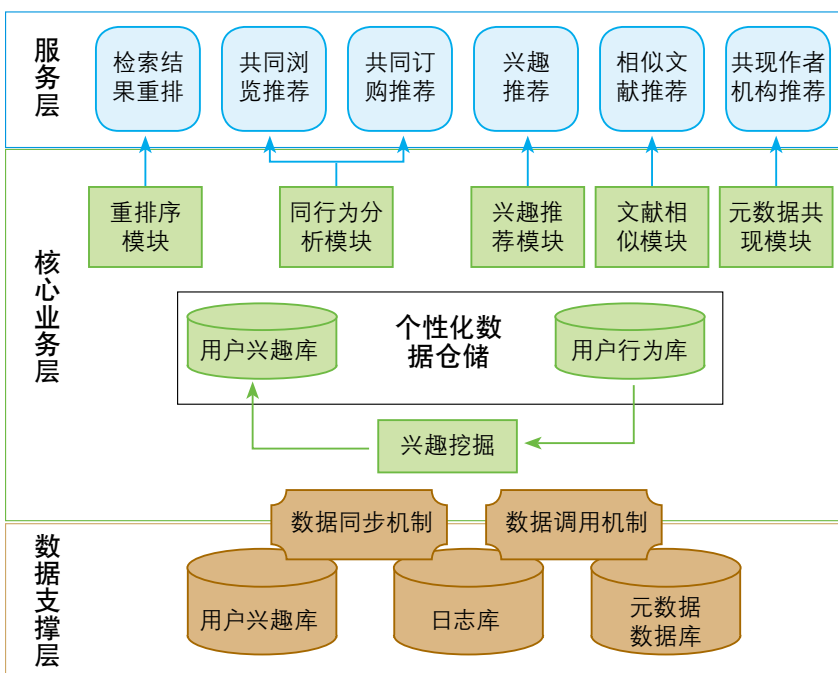 服务层
检索结
果重排
共同浏
览推荐
共同订
购推荐
兴趣
推荐
相似文
献推荐
共现作者
机构推荐
核心业务层
重排序
模块
同行为分
析模块
兴趣推
荐模块
文献相
似模块
元数据共
现模块
用户兴趣库
个性化数
据仓储
用户行为库
兴趣挖掘
数据同步机制
数据调用机制
数据支撑层
用户兴趣库
日志库
元数据
数据库